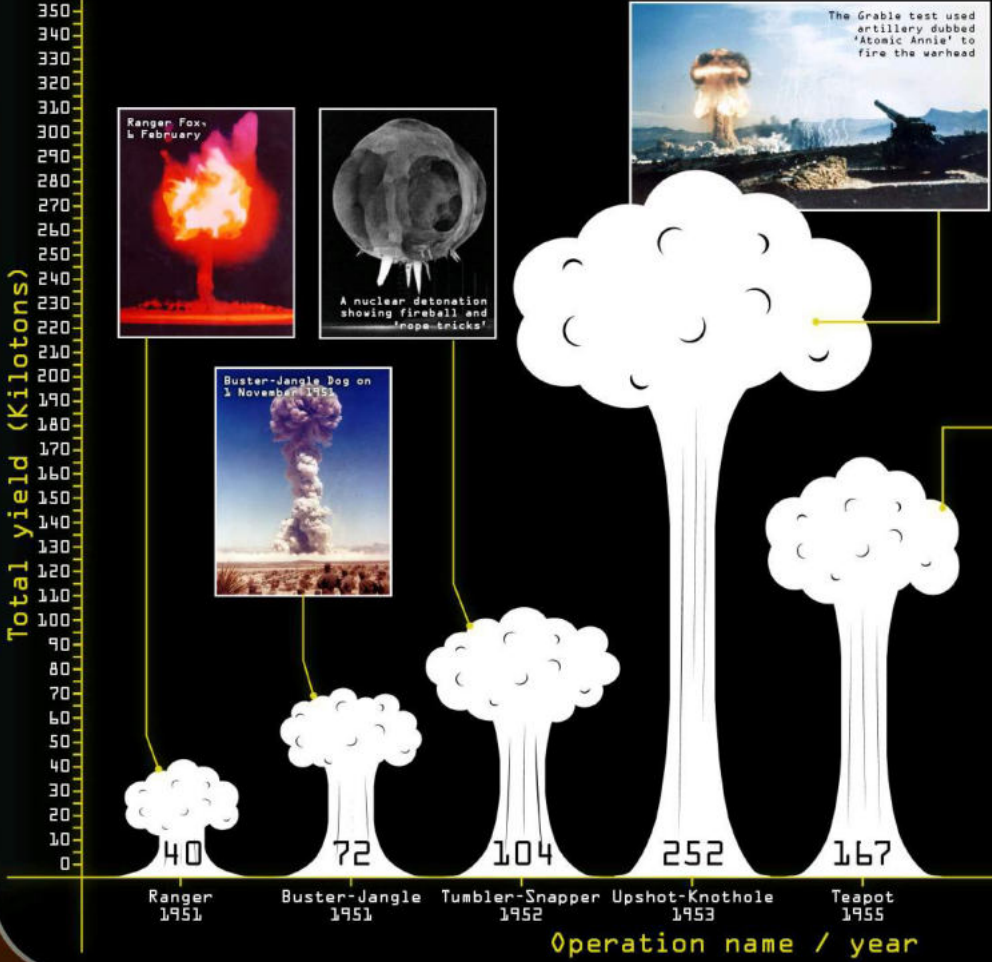 350
340
330
320
310
300
290
280
270
260
250
240
230
220
210
200
190
180
170
160
150
140
130
120
110
100
90
80
70
60
50
40
30
20
10
0
Total yield (Kilotons)
Ranger Fox,
6 February
A nuclear detonation
showing fireball and
'rope tricks'
The Grable test used
artillery dubbed
'Atomic Annie' to
fire the warhead
Buster-Jangle Dog on
1 November 1951
40
72
104
252
167
Ranger
1951
Buster-Jangle
1951
Tumbler-Snapper
1952
Upshot-Knothole
1953
Teapot
1955
Operation name / year